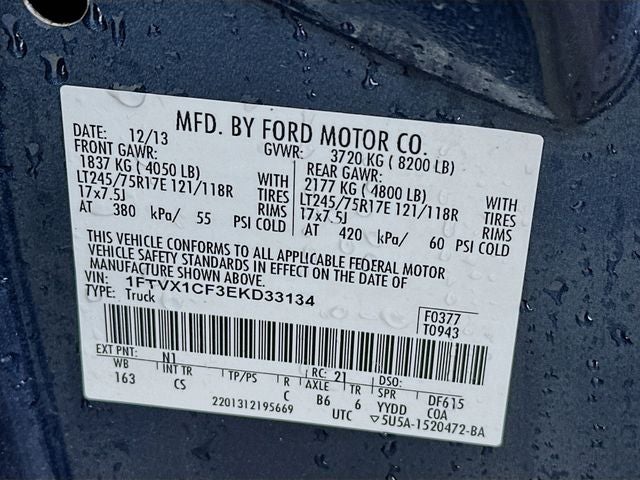 MFD. BY FORD MOTOR CO.
DATE: 12/13 GVWR: 3720 KG ( 8200 LB)
FRONT GAWR: REAR GAWR:
1837 KG ( 4050 LB) WITH 2177 KG ( 4800 LB) WITH
LT245/75R17E 121/118R TIRES LT245/75R17E 121/118R TIRES
17x7.5J RIMS 17x7.5J RIMS
AT 380 kPa/ 55 PSI COLD AT 420 kPa/ 60 PSI COLD
THIS VEHICLE CONFORMS TO ALL APPLICABLE FEDERAL MOTOR
VEHICLE SAFETY STANDARDS IN EFFECT ON THE DATE OF
MANUFACTURE SHOWN ABOVE.
VIN: 1FTVX1CF3EKD33134 F0377
TYPE: Truck T0943
EXT PNT: N1 RC: 21 DSO:
WB INT TR TP/PS R AXLE TR SPR DF615
163 CS C B6 6 YYDD COA
2201312195669 UTC 5U5A-1520472-BA